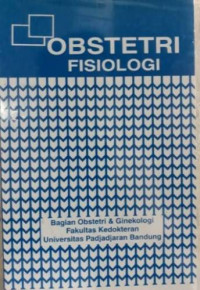 OBSTETRI
FISIOLOGI
Bagian Obstetri & Ginekologi
Fakultas Kedokteran
Universitas Padjadjaran Bandung